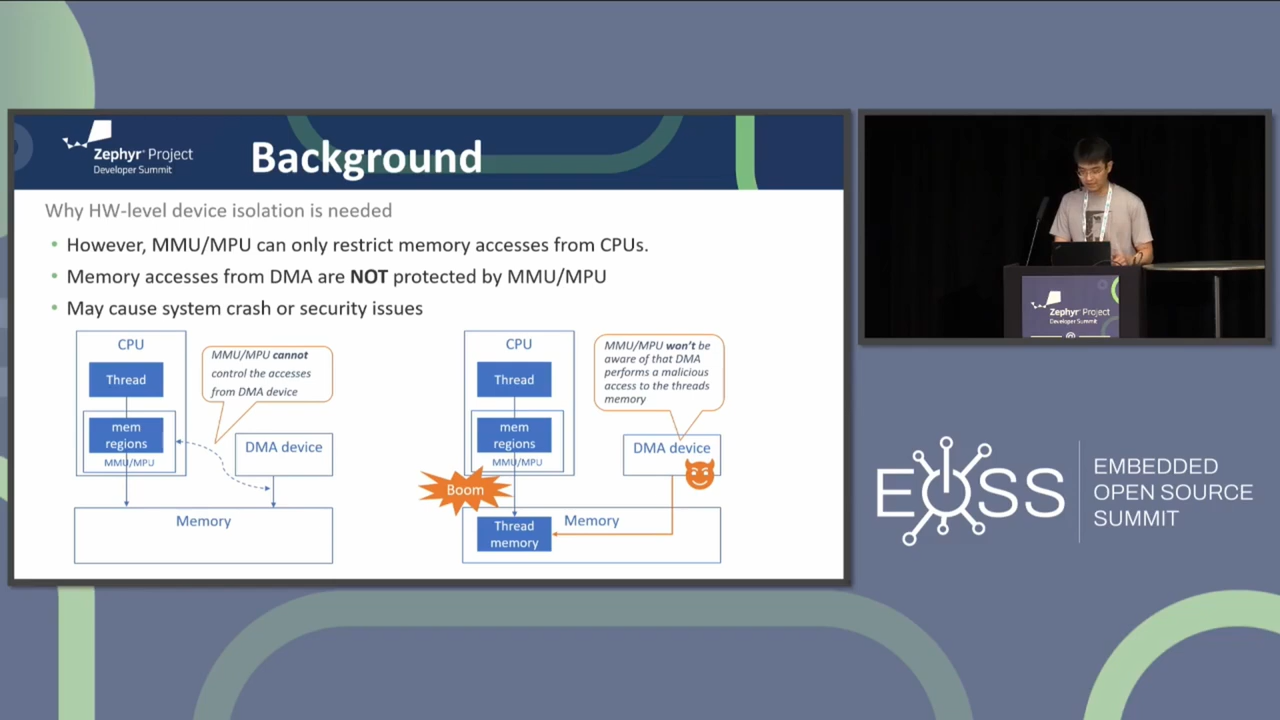 Zephyr® Project
Developer Summit
Background
Why HW-level device isolation is needed
• However, MMU/MPU can only restrict memory accesses from CPUs.
• Memory accesses from DMA are NOT protected by MMU/MPU
• May cause system crash or security issues
CPU
Thread
mem
regions
MMU/MPU
MMU/MPU cannot
control the accesses
from DMA device
DMA device
Memory
CPU
Thread
mem
regions
MMU/MPU
MMU/MPU won't be
aware of that DMA
performs a malicious
access to the threads
memory
DMA device
Boom
Thread
memory
Memory
Zephyr® Project
Developer Summit
EOSS
EMBEDDED
OPEN SOURCE
SUMMIT